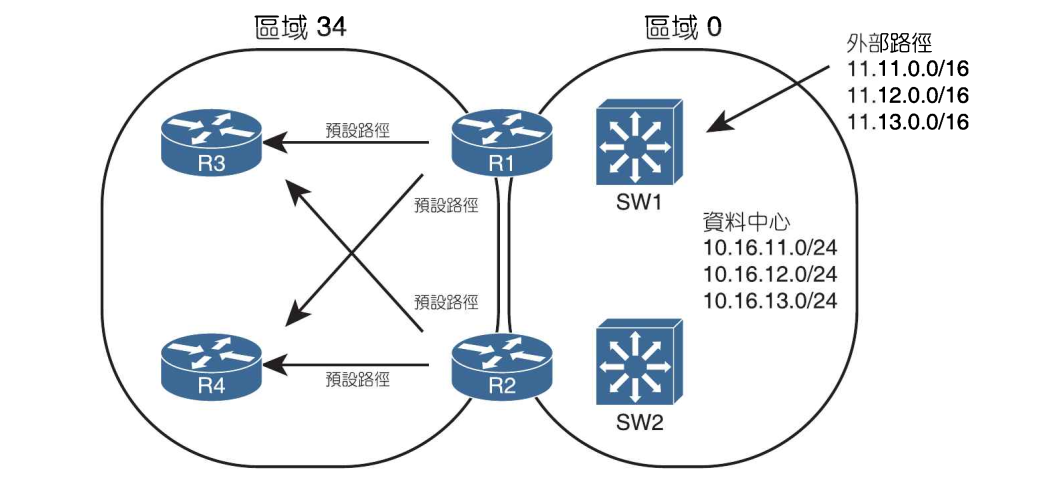 區域 34
區域 0
外部路徑
11.11.0.0/16
11.12.0.0/16
11.13.0.0/16
預設路徑
R3
R1
SW1
預設路徑
資料中心
10.16.11.0/24
10.16.12.0/24
10.16.13.0/24
預設路徑
R4
預設路徑
R2
SW2